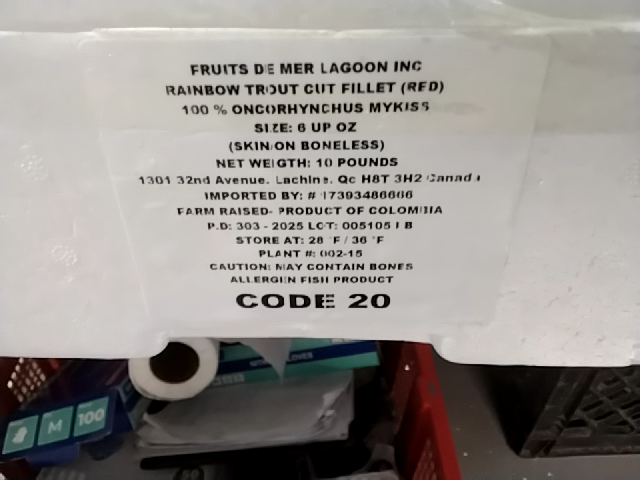 FRUITS DE MER LAGOON INC
RAINBOW TROUT CUT FILLET (RED)
100 % ONCORHYNCHUS MYKISS
SIZE: 6 UP OZ
(SKIN/ON BONELESS)
NET WEIGTH: 10 POUNDS
1301 32nd Avenue. Lachine. Qc H8T 3H2 Canada
IMPORTED BY: # 17393486666
FARM RAISED- PRODUCT OF COLOMBIA
P.D: 303 - 2025 LOT: 005105 B
STORE AT: 28 °F / 36 °F
PLANT #: 002-15
CAUTION: MAY CONTAIN BONES
ALLERGEN FISH PRODUCT
CODE 20
M
100